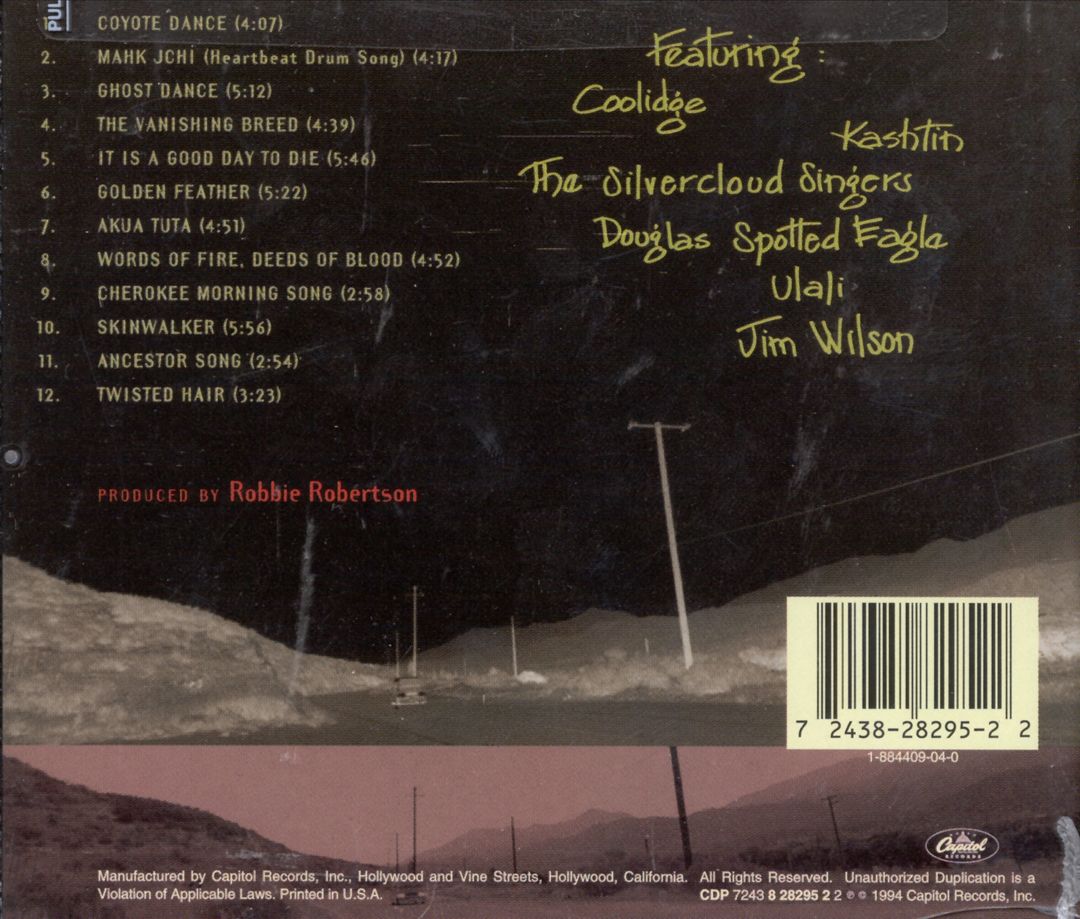 PUL
1. COYOTE DANCE (4:07)
2. MAHK JCHI (Heartbeat Drum Song) (4:17)
3. GHOST DANCE (5:12)
4. THE VANISHING BREED (4:39)
5. IT IS A GOOD DAY TO DIE (5:46)
6. GOLDEN FEATHER (5:22)
7. AKUA TUTA (4:51)
8. WORDS OF FIRE, DEEDS OF BLOOD (4:52)
9. CHEROKEE MORNING SONG (2:58)
10. SKINWALKER (5:56)
11. ANCESTOR SONG (2:54)
12. TWISTED HAIR (3:23)
Featuring:
Coolidge
Kashtin
The Silvercloud Singers
Douglas Spotted Eagle
Ulali
Jim Wilson
PRODUCED BY Robbie Robertson
7 2438-28295-2 2
1-884409-04-0
Capitol
RECORDS
Manufactured by Capitol Records, Inc., Hollywood and Vine Streets, Hollywood, California. All Rights Reserved. Unauthorized Duplication is a
Violation of Applicable Laws. Printed in U.S.A. CDP 7243 8 28295 2 2 ℗ © 1994 Capitol Records, Inc.